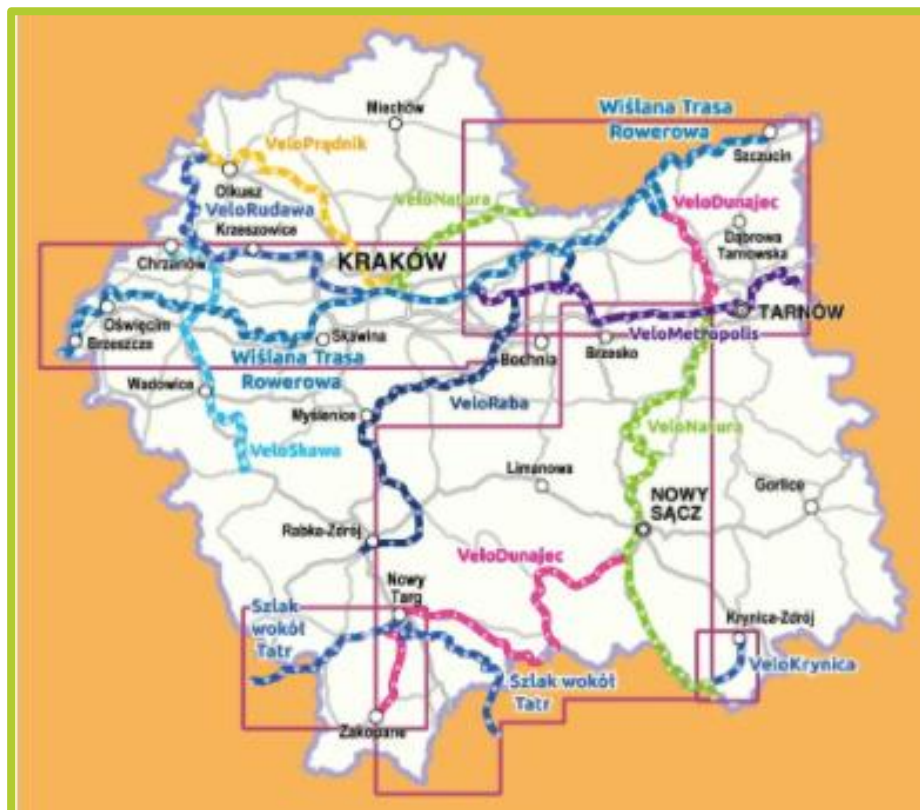 Miechów
Wiślana Trasa
Rowerowa
Szczucin
VeloPrądnik
Olkusz
VeloNatura
VeloDunajec
VeloRudawa
Krzeszowice
Dąbrowa
Tarnowska
Chrzanów
KRAKÓW
Oświęcim
TARNÓW
Brzeszcze
Skawina
VeloMetropolis
Wiślana Trasa
Rowerowa
Bochnia
Brzesko
Wadowice
VeloRaba
Myślenice
VeloNatura
VeloSkawa
Limanowa
Gorlice
NOWY
SĄCZ
Rabka-Zdrój
VeloDunajec
Nowy
Targ
Szlak
wokół
Tatr
Krynica-Zdrój
VeloKrynica
Szlak wokół
Tatr
Zakopane